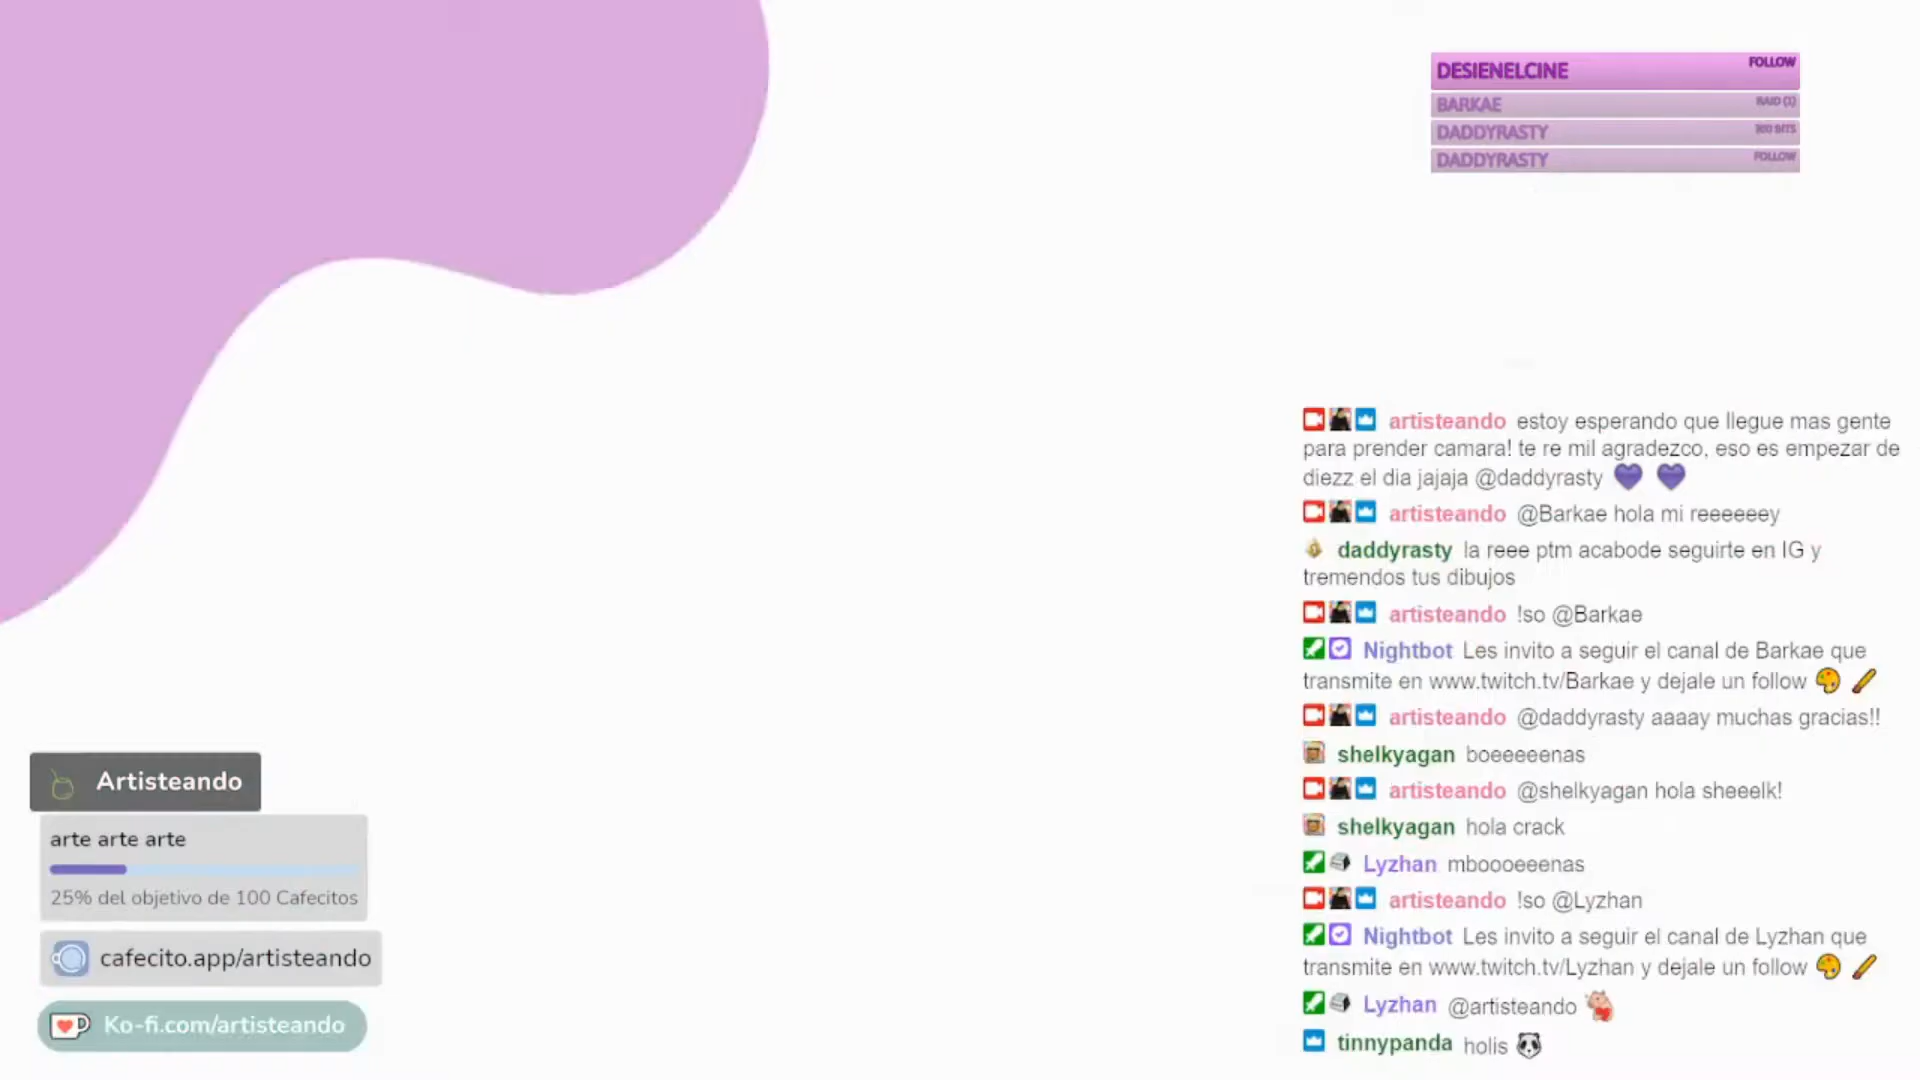 DESIENELCINE FOLLOW
BARKAE RAID (1)
DADDYRASTY 100 BITS
DADDYRASTY FOLLOW
artisteando estoy esperando que llegue mas gente
para prender camara! te re mil agradezco, eso es empezar de
diezz el dia jajaja @daddyrasty 💜 💜
artisteando @Barkae hola mi reeeeeey
daddyrasty la reee ptm acabode seguirte en IG y
tremendos tus dibujos
artisteando !so @Barkae
Nightbot Les invito a seguir el canal de Barkae que
transmite en www.twitch.tv/Barkae y dejale un follow 🎨 🖌️
artisteando @daddyrasty aaaay muchas gracias!!
shelkyagan boeeeeenas
artisteando @shelkyagan hola sheeelk!
shelkyagan hola crack
Lyzhan mboooeeenas
artisteando !so @Lyzhan
Nightbot Les invito a seguir el canal de Lyzhan que
transmite en www.twitch.tv/Lyzhan y dejale un follow 🎨 🖌️
Lyzhan @artisteando
tinnypanda holis 🐼
Artisteando
arte arte arte
25% del objetivo de 100 Cafecitos
cafecito.app/artisteando
Ko-fi.com/artisteando